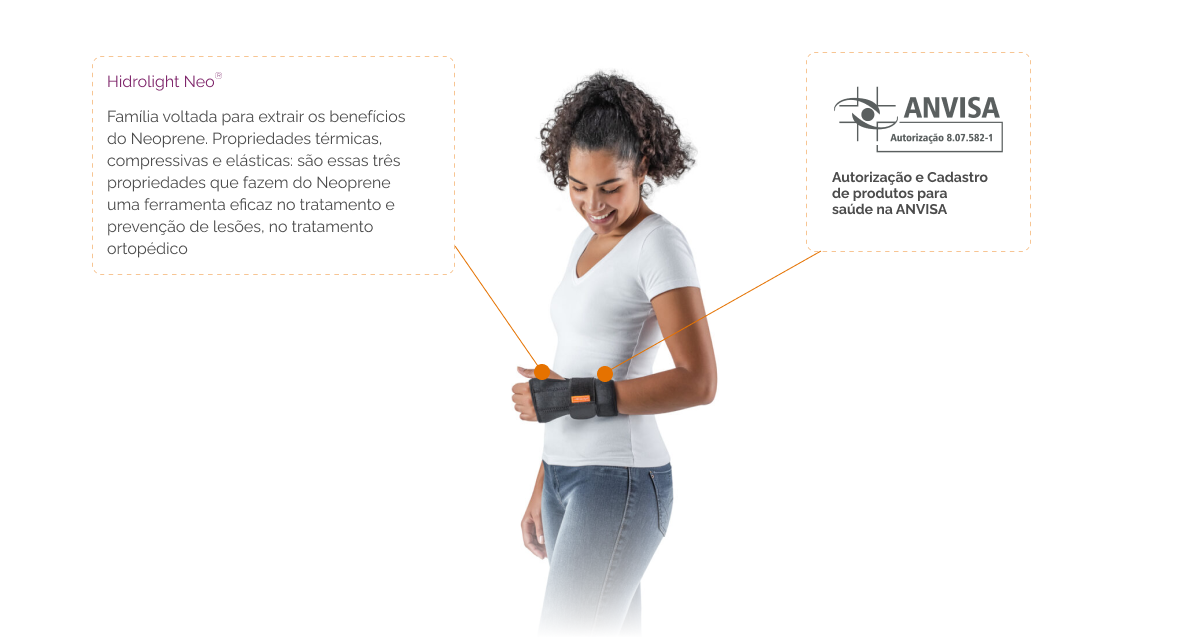 Hidrolight Neo®
Família voltada para extrair os benefícios
do Neoprene. Propriedades térmicas,
compressivas e elásticas: são essas três
propriedades que fazem do Neoprene
uma ferramenta eficaz no tratamento e
prevenção de lesões, no tratamento
ortopédico
ANVISA
Autorização 8.07.582-1
Autorização e Cadastro
de produtos para
saúde na ANVISA